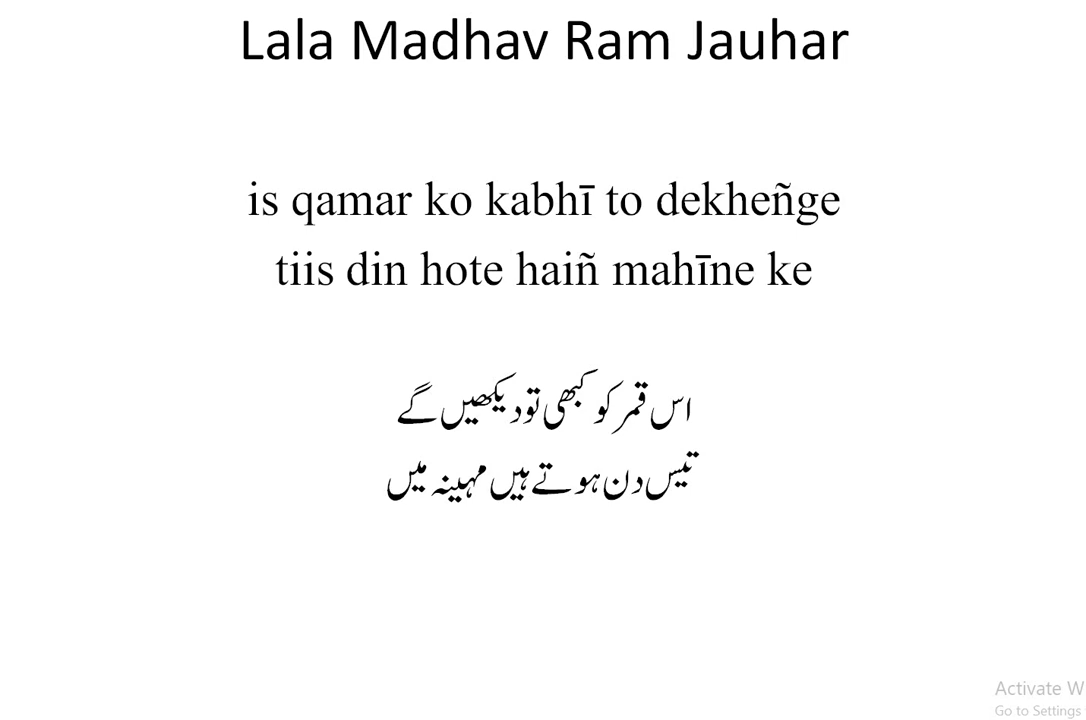 Lala Madhav Ram Jauhar
is qamar ko kabhī to dekheñge
tiis din hote haiñ mahīne ke
اس قمر کو کبھی تو دیکھیں گے
تیس دن ہوتے ہیں مہینہ میں
Activate W
Go to Settings